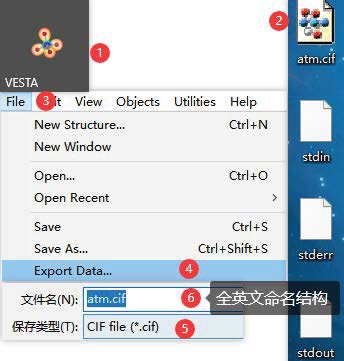 VESTA
1
2
atm.cif
File 3 it View Objects Utilities Help
New Structure... Ctrl+N
New Window
stdin
Open... Ctrl+O
Open Recent
Save Ctrl+S
stderr
Save As... Ctrl+Shift+S
Export Data... 4
文件名(N): atm.cif 6 全英文命名结构
保存类型(T): CIF file (*.cif) 5
stdout